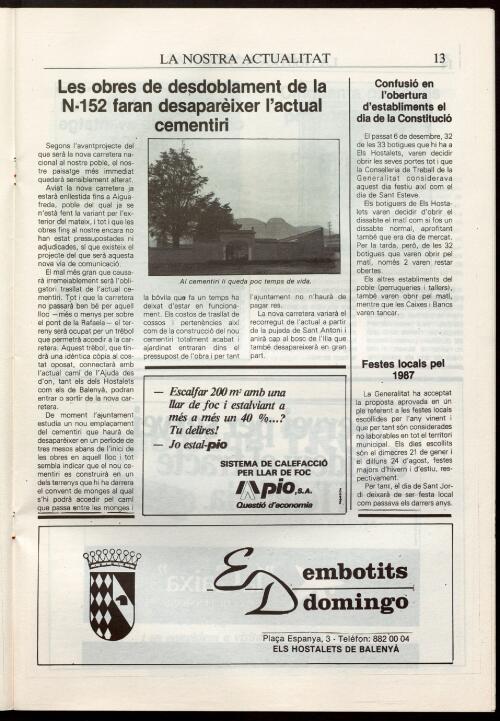 LA NOSTRA ACTUALITAT
13
Les obres de desdoblament de la
N-152 faran desaparèixer l'actual
cementiri
Segons l'avantprojecte del
que serà la nova carretera na-
cional al nostre poble, el nos-
tre paisatge més immediat
quedarà sensiblement alterat.
Aviat la nova carretera ja
estarà enllestida fins a Aigua-
freda, poble del qual ja se
n'està fent la variant per l'ex-
terior del mateix, i tot i que les
obres fins al nostre encara no
han estat pressupostades ni
adjudicades, sí que existeix el
projecte del que serà aquesta
nova via de comunicació.
El mal més gran que causa-
rà irremeiablement serà l'obli-
gatori trasllat de l'actual ce-
mentiri. Tot i que la carretera
no passarà ben bé per aquell
lloc —més o menys per sobre
el pont de la Rafaela— el ter-
reny serà ocupat per un trèbol
que permetrà accedir a la car-
retera. Aquest trèbol, que tin-
drà una idèntica còpia al cos-
tat oposat, connectarà amb
l'actual camí de l'Ajuda des
d'on, tant els dels Hostalets
com els de Balenyà, podran
entrar o sortir de la nova car-
retera.
De moment l'ajuntament
estudia un nou emplaçament
del cementiri que haurà de
desaparèixer en un període de
tres mesos abans de l'inici de
les obres en aquell lloc i tot
sembla indicar que el nou ce-
mentiri es construirà en un
dels terrenys que hi ha darrera
el convent de monges al qual
s'hi podrà accedir pel camí
que passa entre les monges i
Al cementiri li queda poc temps de vida.
la bòvila que fa un temps ha
deixat d'estar en funciona-
ment. Els costos de trasllat de
cossos i pertenències així
com de la construcció del nou
cementiri totalment acabat i
ajardinat entraran dins el
pressupost de l'obra i per tant
l'ajuntament no n'haurà de
pagar res.
La nova carretera variarà el
recorregut de l'actual a partir
de la pujada de Sant Antoni i
anirà cap al bosc de l'Illa que
també desapareixerà en gran
part.
— Escalfar 200 m² amb una
llar de foc i estalviant a
més a més un 40 %...?
Tu delires!
— Jo estal-pio
SISTEMA DE CALEFACCIÓ
PER LLAR DE FOC
pio, S.A.
Qüestió d'economia
Confusió en
l'obertura
d'establiments el
dia de la Constitució
El passat 6 de desembre, 32
de les 33 botigues que hi ha a
Els Hostalets, varen decidir
obrir les seves portes tot i que
la Conselleria de Treball de la
Generalitat considerava
aquest dia festiu així com el
dia de Sant Esteve.
Els botiguers de Els Hosta-
lets varen decidir d'obrir el
dissabte el matí com si fos un
dissabte normal, aprofitant
també que era dia de mercat.
Per la tarda, però, de les 32
botigues que varen obrir pel
matí, només 2 varen restar
obertes.
Els altres establiments del
poble (perruqueries i tallers),
també varen obrir pel matí,
mentre que les Caixes i Bancs
varen tancar.
Festes locals pel
1987
La Generalitat ha acceptat
la proposta aprovada en un
ple referent a les festes locals
escollides per l'any vinent i
que per tant són considerades
no laborables en tot el territori
municipal. Els dies escollits
són el dimecres 21 de gener i
el dilluns 24 d'agost, festes
majors d'hivern i d'estiu, res-
pectivament.
Per tant, el dia de Sant Jor-
di deixarà de ser festa local
com passava els darrers anys.
E D embotits
domingo
Plaça Espanya, 3 - Telèfon: 882 00 04
ELS HOSTALETS DE BALENYÀ